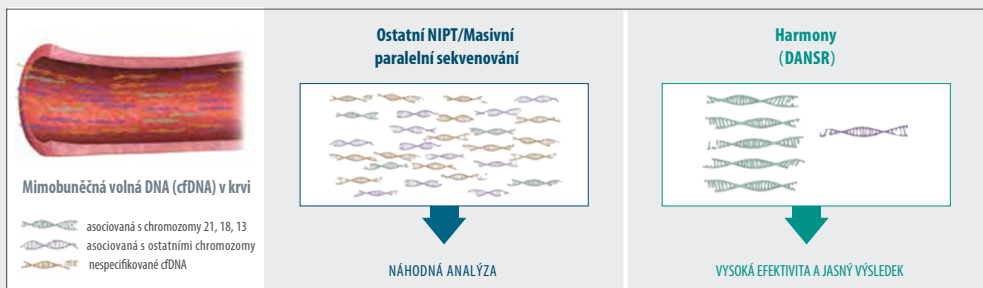 Mimobuněčná volná DNA (cfDNA) v krvi
asociovaná s chromozomy 21, 18, 13
asociovaná s ostatními chromozomy
nespecifikované cfDNA
Ostatní NIPT/Masivní
paralelní sekvenování
NÁHODNÁ ANALÝZA
Harmony
(DANSR)
VYSOKÁ EFEKTIVITA A JASNÝ VÝSLEDEK